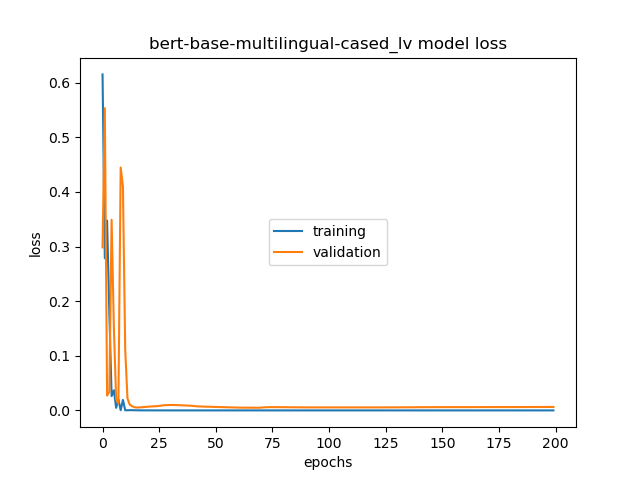 bert-base-multilingual-cased_lv model loss
0.6
0.5
0.4
0.3
0.2
0.1
0.0
loss
training
validation
0 25 50 75 100 125 150 175 200
epochs